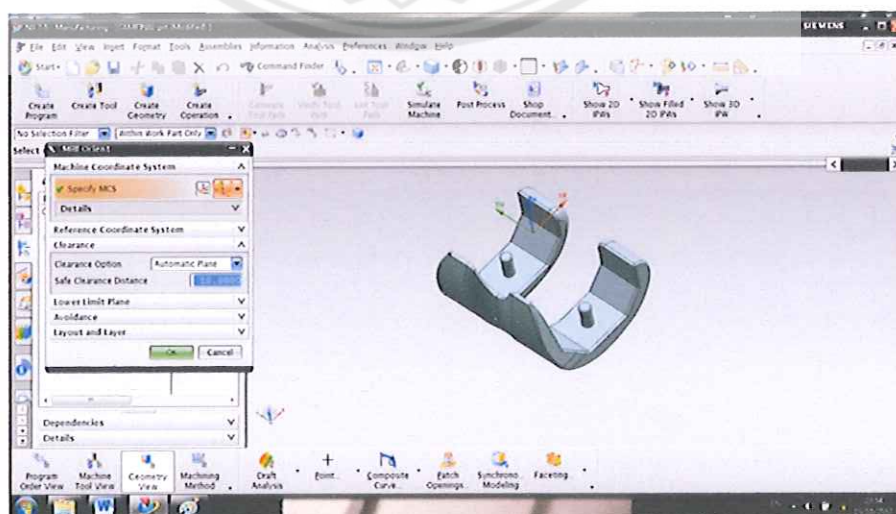 SIEMENS
File Edit View Insert Format Tools Assemblies Information Analysis Preferences Window Help
Start Command Finder
Create Program Create Tool Create Geometry Create Operation Simulate Machine Post Process Shop Document... Show 2D IPWs Show Filled 2D IPWs Show 3D IPW
No Selection Filter Within Work Part Only
Select
Mill Orient
Machine Coordinate System
Specify MCS
Details
Reference Coordinate System
Clearance
Clearance Option Automatic Plane
Safe Clearance Distance
Lower Limit Plane
Avoidance
Layout and Layer
OK Cancel
Dependencies
Details
Program Order View Machine Tool View Geometry View Machining Method Draft Analysis Point... Composite Curve... Patch Openings... Synchrono... Modeling Faceting...